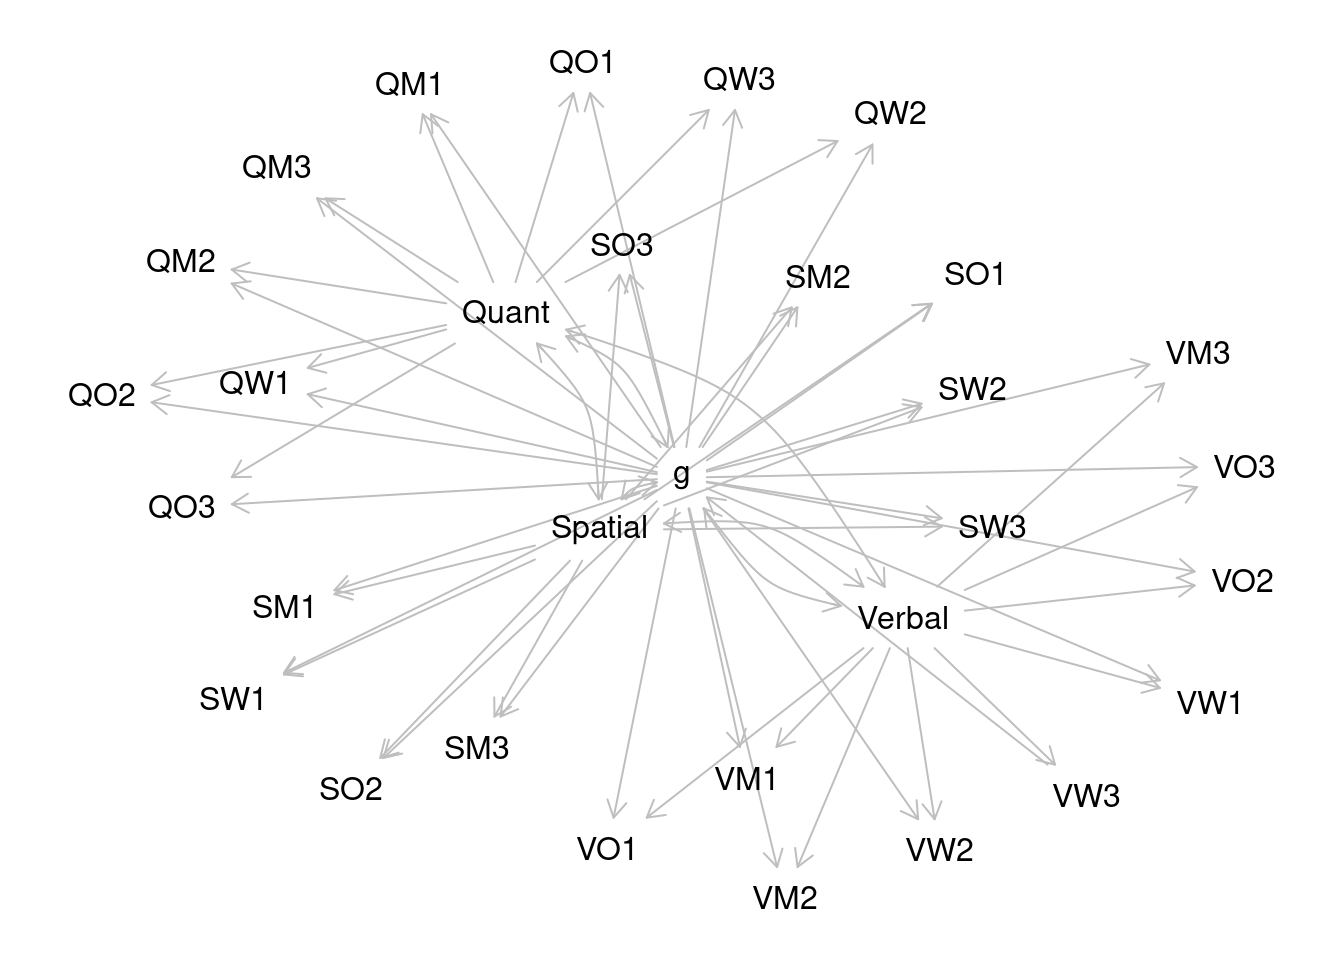 QO1
QW3
QM1
QW2
QM3
SO3
QM2
SO1
SM2
Quant
VM3
QW1
SW2
QO2
VO3
g
QO3
Spatial
SW3
VO2
SM1
Verbal
SW1
VW1
SM3
VM1
SO2
VW3
VO1
VW2
VM2